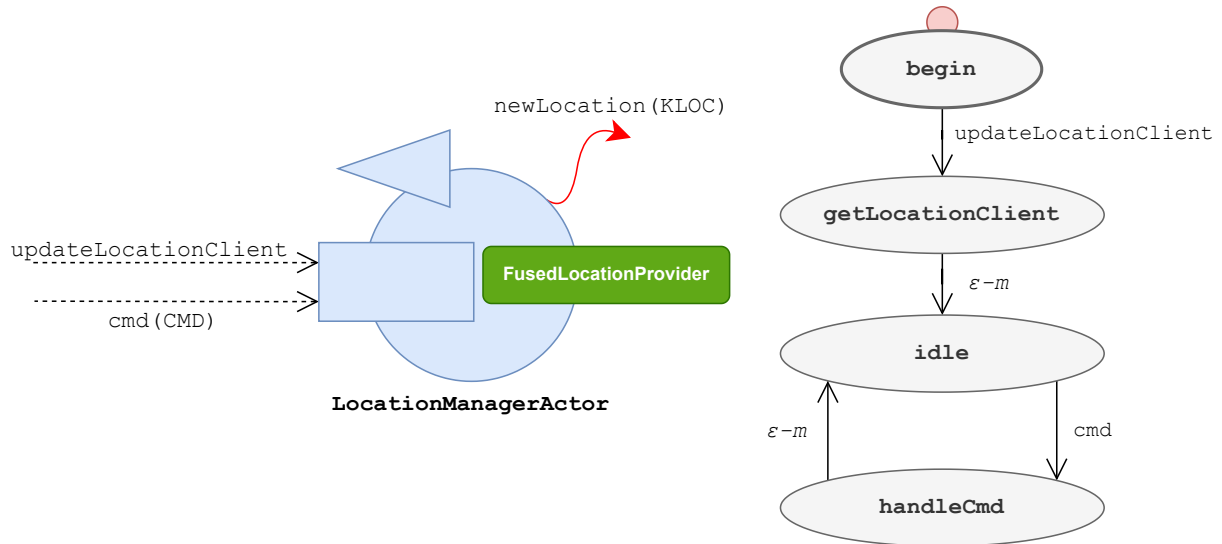 newLocation(KLOC)
updateLocationClient
cmd(CMD)
FusedLocationProvider
LocationManagerActor
begin
updateLocationClient
getLocationClient
ε-m
idle
ε-m
cmd
handleCmd